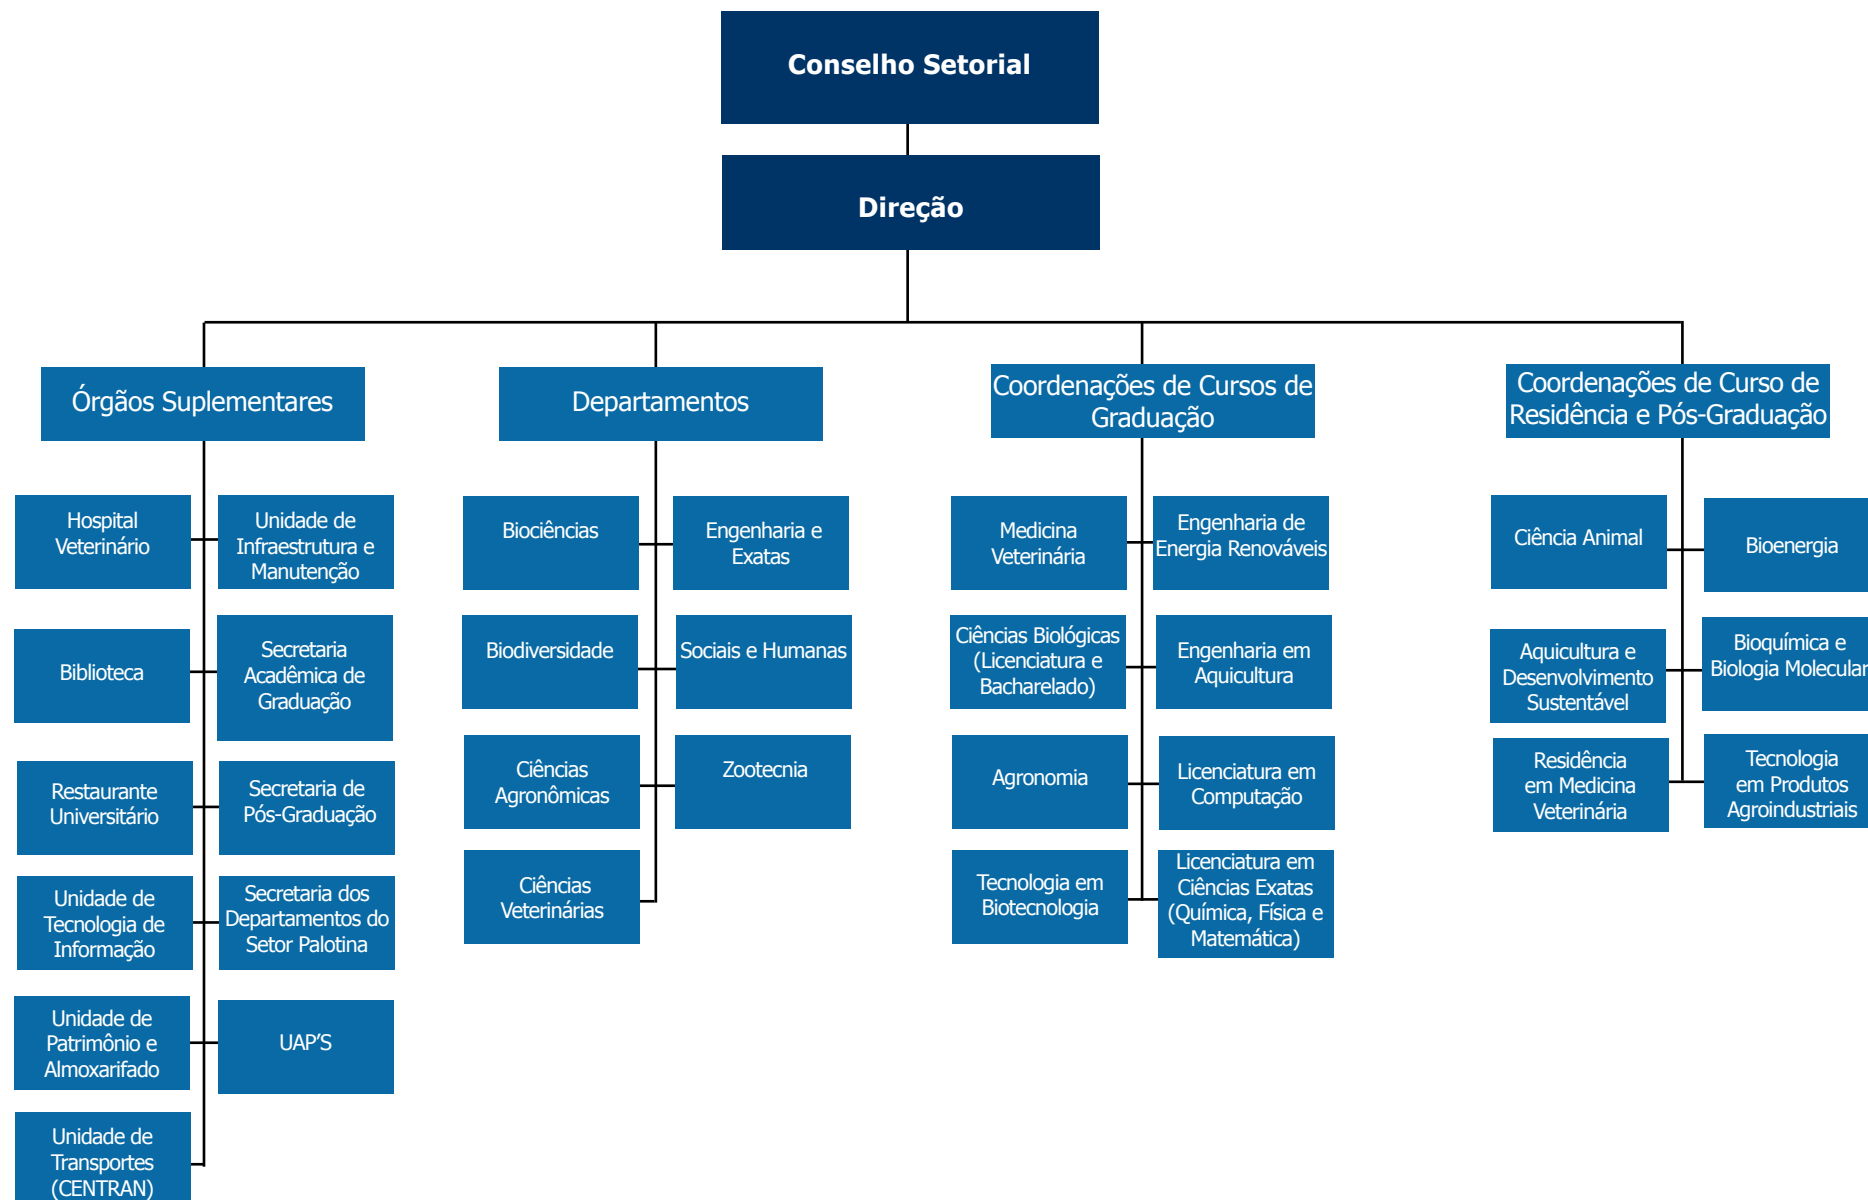 Conselho Setorial
Direção
Órgãos Suplementares
Hospital
Veterinário
Unidade de
Infraestrutura e
Manutenção
Biblioteca
Secretaria
Acadêmica de
Graduação
Restaurante
Universitário
Secretaria de
Pós-Graduação
Unidade de
Tecnologia de
Informação
Secretaria dos
Departamentos do
Setor Palotina
Unidade de
Patrimônio e
Almoxarifado
UAP'S
Unidade de
Transportes
(CENTRAN)
Departamentos
Biociências
Engenharia e
Exatas
Biodiversidade
Sociais e Humanas
Ciências
Agronômicas
Zootecnia
Ciências
Veterinárias
Coordenações de Cursos de
Graduação
Medicina
Veterinária
Engenharia de
Energia Renováveis
Ciências Biológicas
(Licenciatura e
Bacharelado)
Engenharia em
Aquicultura
Agronomia
Licenciatura em
Computação
Tecnologia em
Biotecnologia
Licenciatura em
Ciências Exatas
(Química, Física e
Matemática)
Coordenações de Curso de
Residência e Pós-Graduação
Ciência Animal
Bioenergia
Aquicultura e
Desenvolvimento
Sustentável
Bioquímica e
Biologia Molecular
Residência
em Medicina
Veterinária
Tecnologia
em Produtos
Agroindustriais